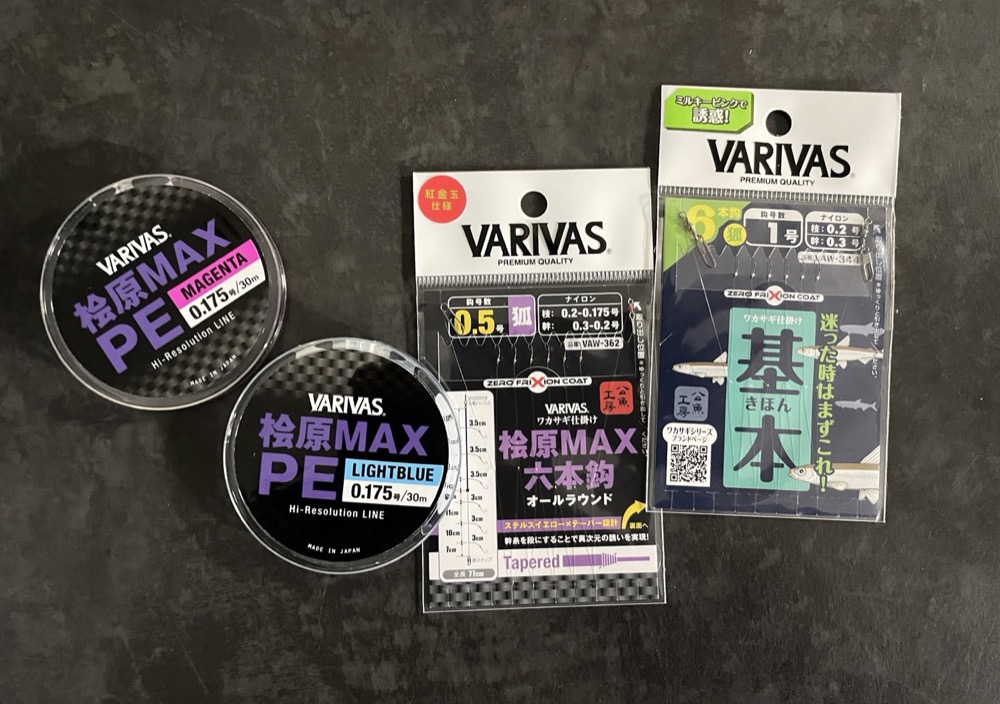 VARIVAS®
桧原MAX
PE
MAGENTA
0.175号/30m
Hi-Resolution LINE
MADE IN JAPAN
VARIVAS®
桧原MAX
PE
LIGHTBLUE
0.175号/30m
Hi-Resolution LINE
MADE IN JAPAN
紅金玉
仕様
VARIVAS®
PREMIUM QUALITY
鈎号数
0.5号
狐
ナイロン
枝: 0.2-0.175号
幹: 0.3-0.2号
品番 VAW-362
ZERO FRIXION COAT
公魚
工房
VARIVAS®
ワカサギ仕掛け
桧原MAX
六本鈎
オールラウンド
ステルスイエロー×テーパー設計
裏面へ
幹糸を段にすることで異次元の誘いを実現!
Tapered
3.5cm
3.5cm
3.5cm
3cm
3cm
11cm
3cm
10cm
3cm
7cm
全長 77cm
ミルキーピンクで
誘惑!
VARIVAS®
PREMIUM QUALITY
6本鈎
狐
鈎号数
1号
ナイロン
枝: 0.2号
幹: 0.3号
品番 VAW-344
ZERO FRIXION COAT
ワカサギ仕掛け
基本
きほん
迷った時はまずこれ!
公魚
工房
ワカサギシリーズ
ブランドページ